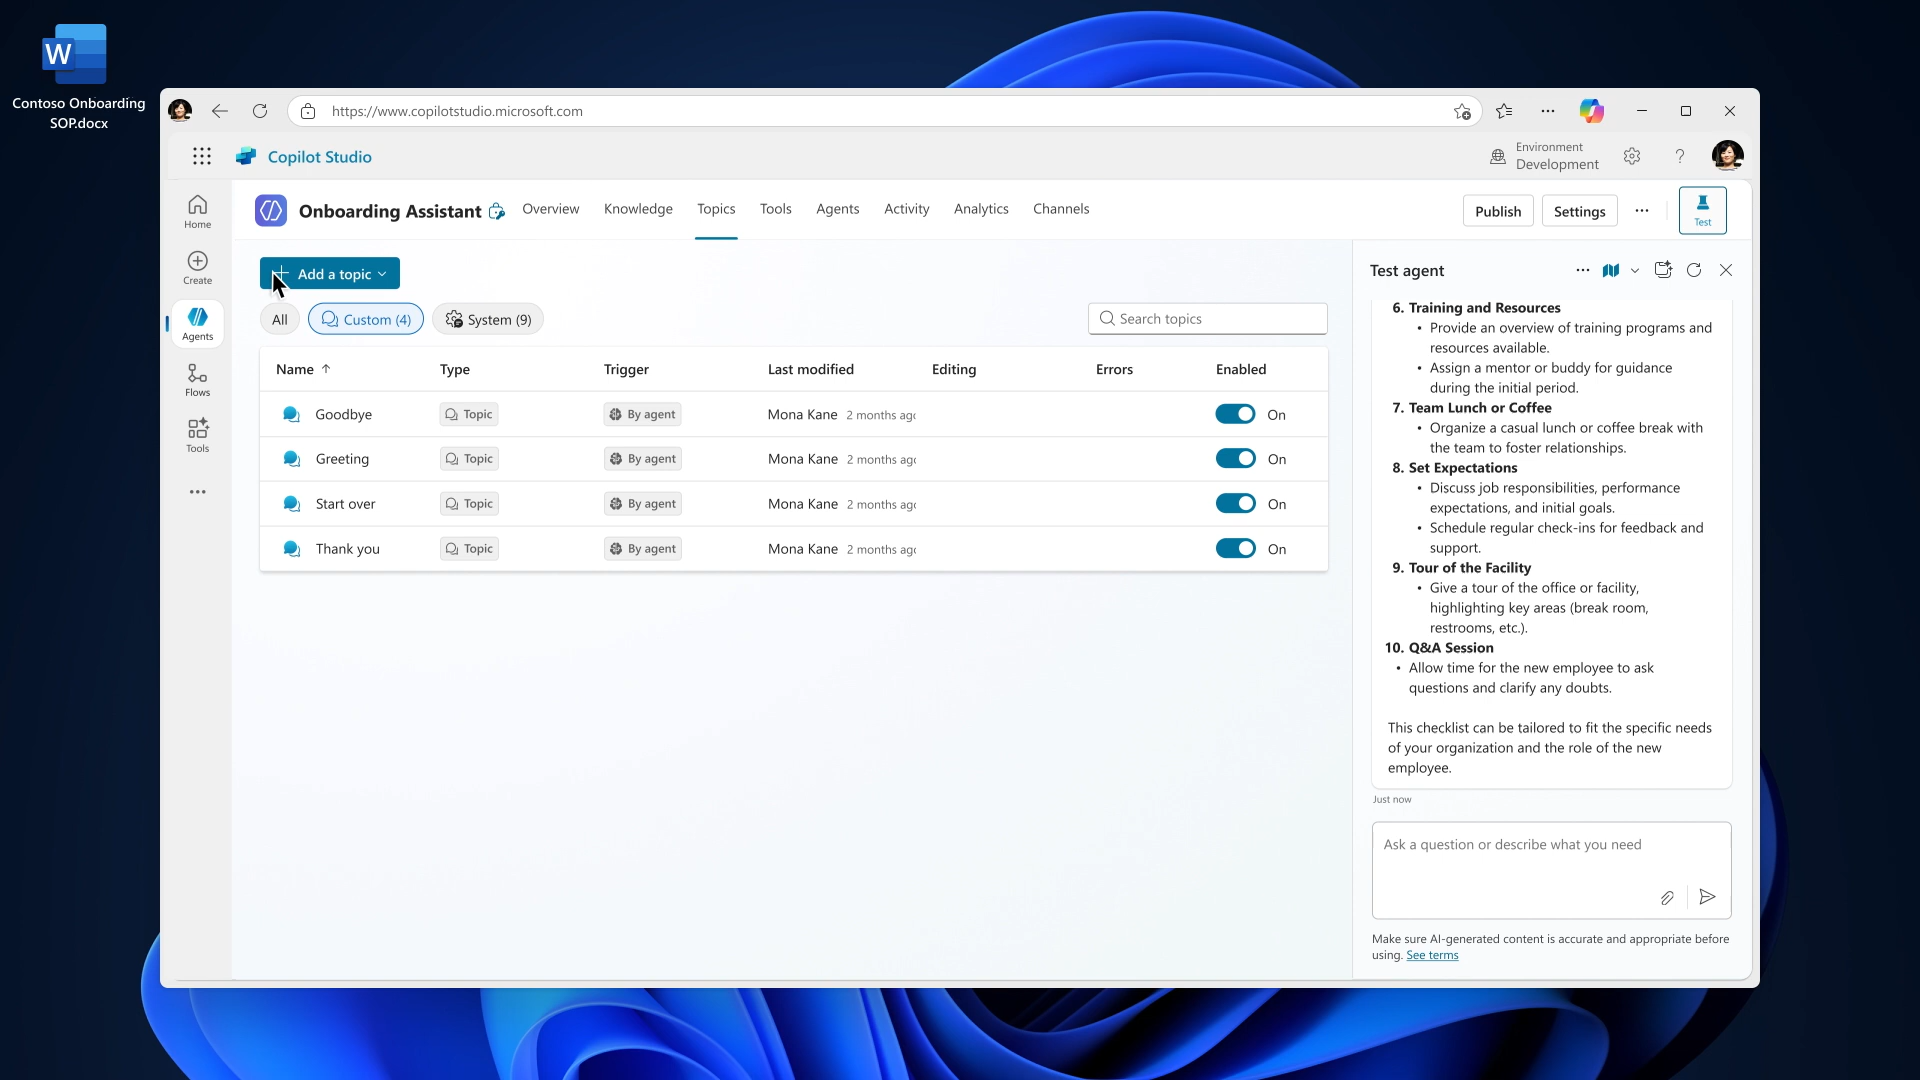 W
Contoso Onboarding
SOP.docx
https://www.copilotstudio.microsoft.com
Copilot Studio
Environment
Development
?
Home
Create
Agents
Flows
Tools
Onboarding Assistant
Overview
Knowledge
Topics
Tools
Agents
Activity
Analytics
Channels
Publish
Settings
Test
Add a topic
All
Custom (4)
System (9)
Search topics
Name
Type
Trigger
Last modified
Editing
Errors
Enabled
Goodbye Topic By agent Mona Kane 2 months ago On
Greeting Topic By agent Mona Kane 2 months ago On
Start over Topic By agent Mona Kane 2 months ago On
Thank you Topic By agent Mona Kane 2 months ago On
Test agent
6. Training and Resources
• Provide an overview of training programs and
resources available.
• Assign a mentor or buddy for guidance
during the initial period.
7. Team Lunch or Coffee
• Organize a casual lunch or coffee break with
the team to foster relationships.
8. Set Expectations
• Discuss job responsibilities, performance
expectations, and initial goals.
• Schedule regular check-ins for feedback and
support.
9. Tour of the Facility
• Give a tour of the office or facility,
highlighting key areas (break room,
restrooms, etc.).
10. Q&A Session
• Allow time for the new employee to ask
questions and clarify any doubts.
This checklist can be tailored to fit the specific needs
of your organization and the role of the new
employee.
Just now
Ask a question or describe what you need
Make sure AI-generated content is accurate and appropriate before
using. See terms